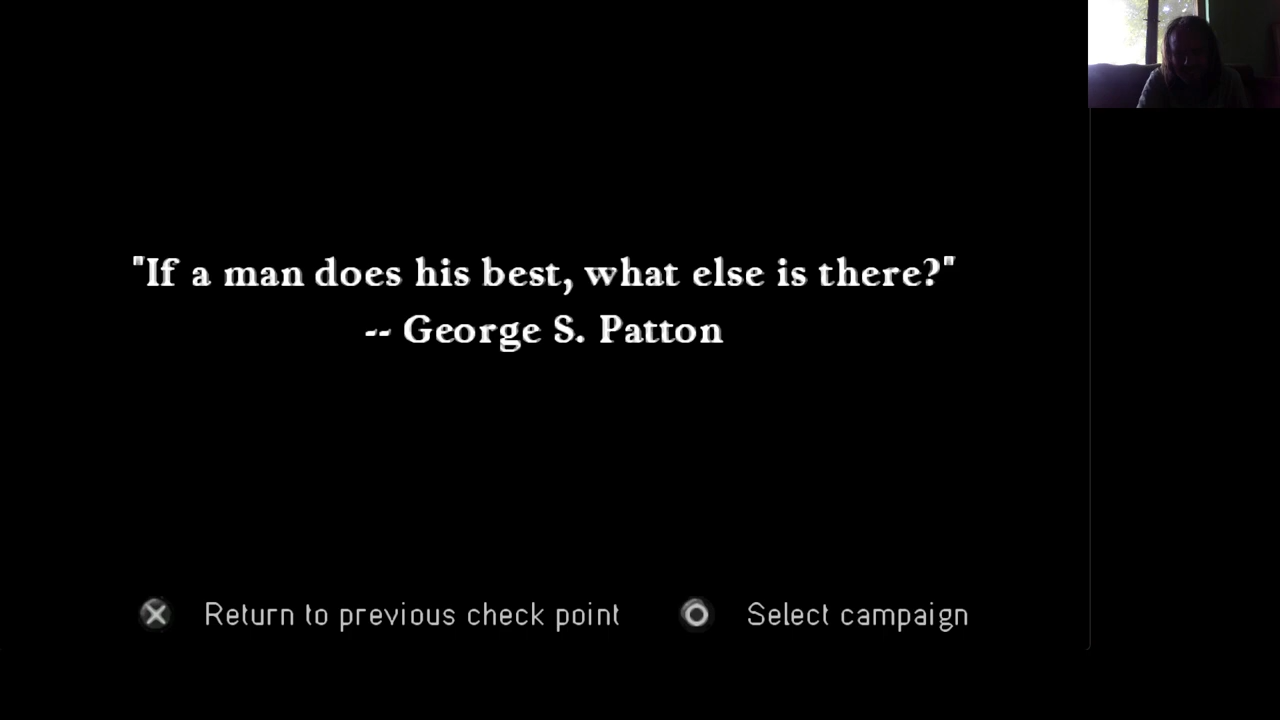 "If a man does his best, what else is there?"
-- George S. Patton
Return to previous check point
Select campaign